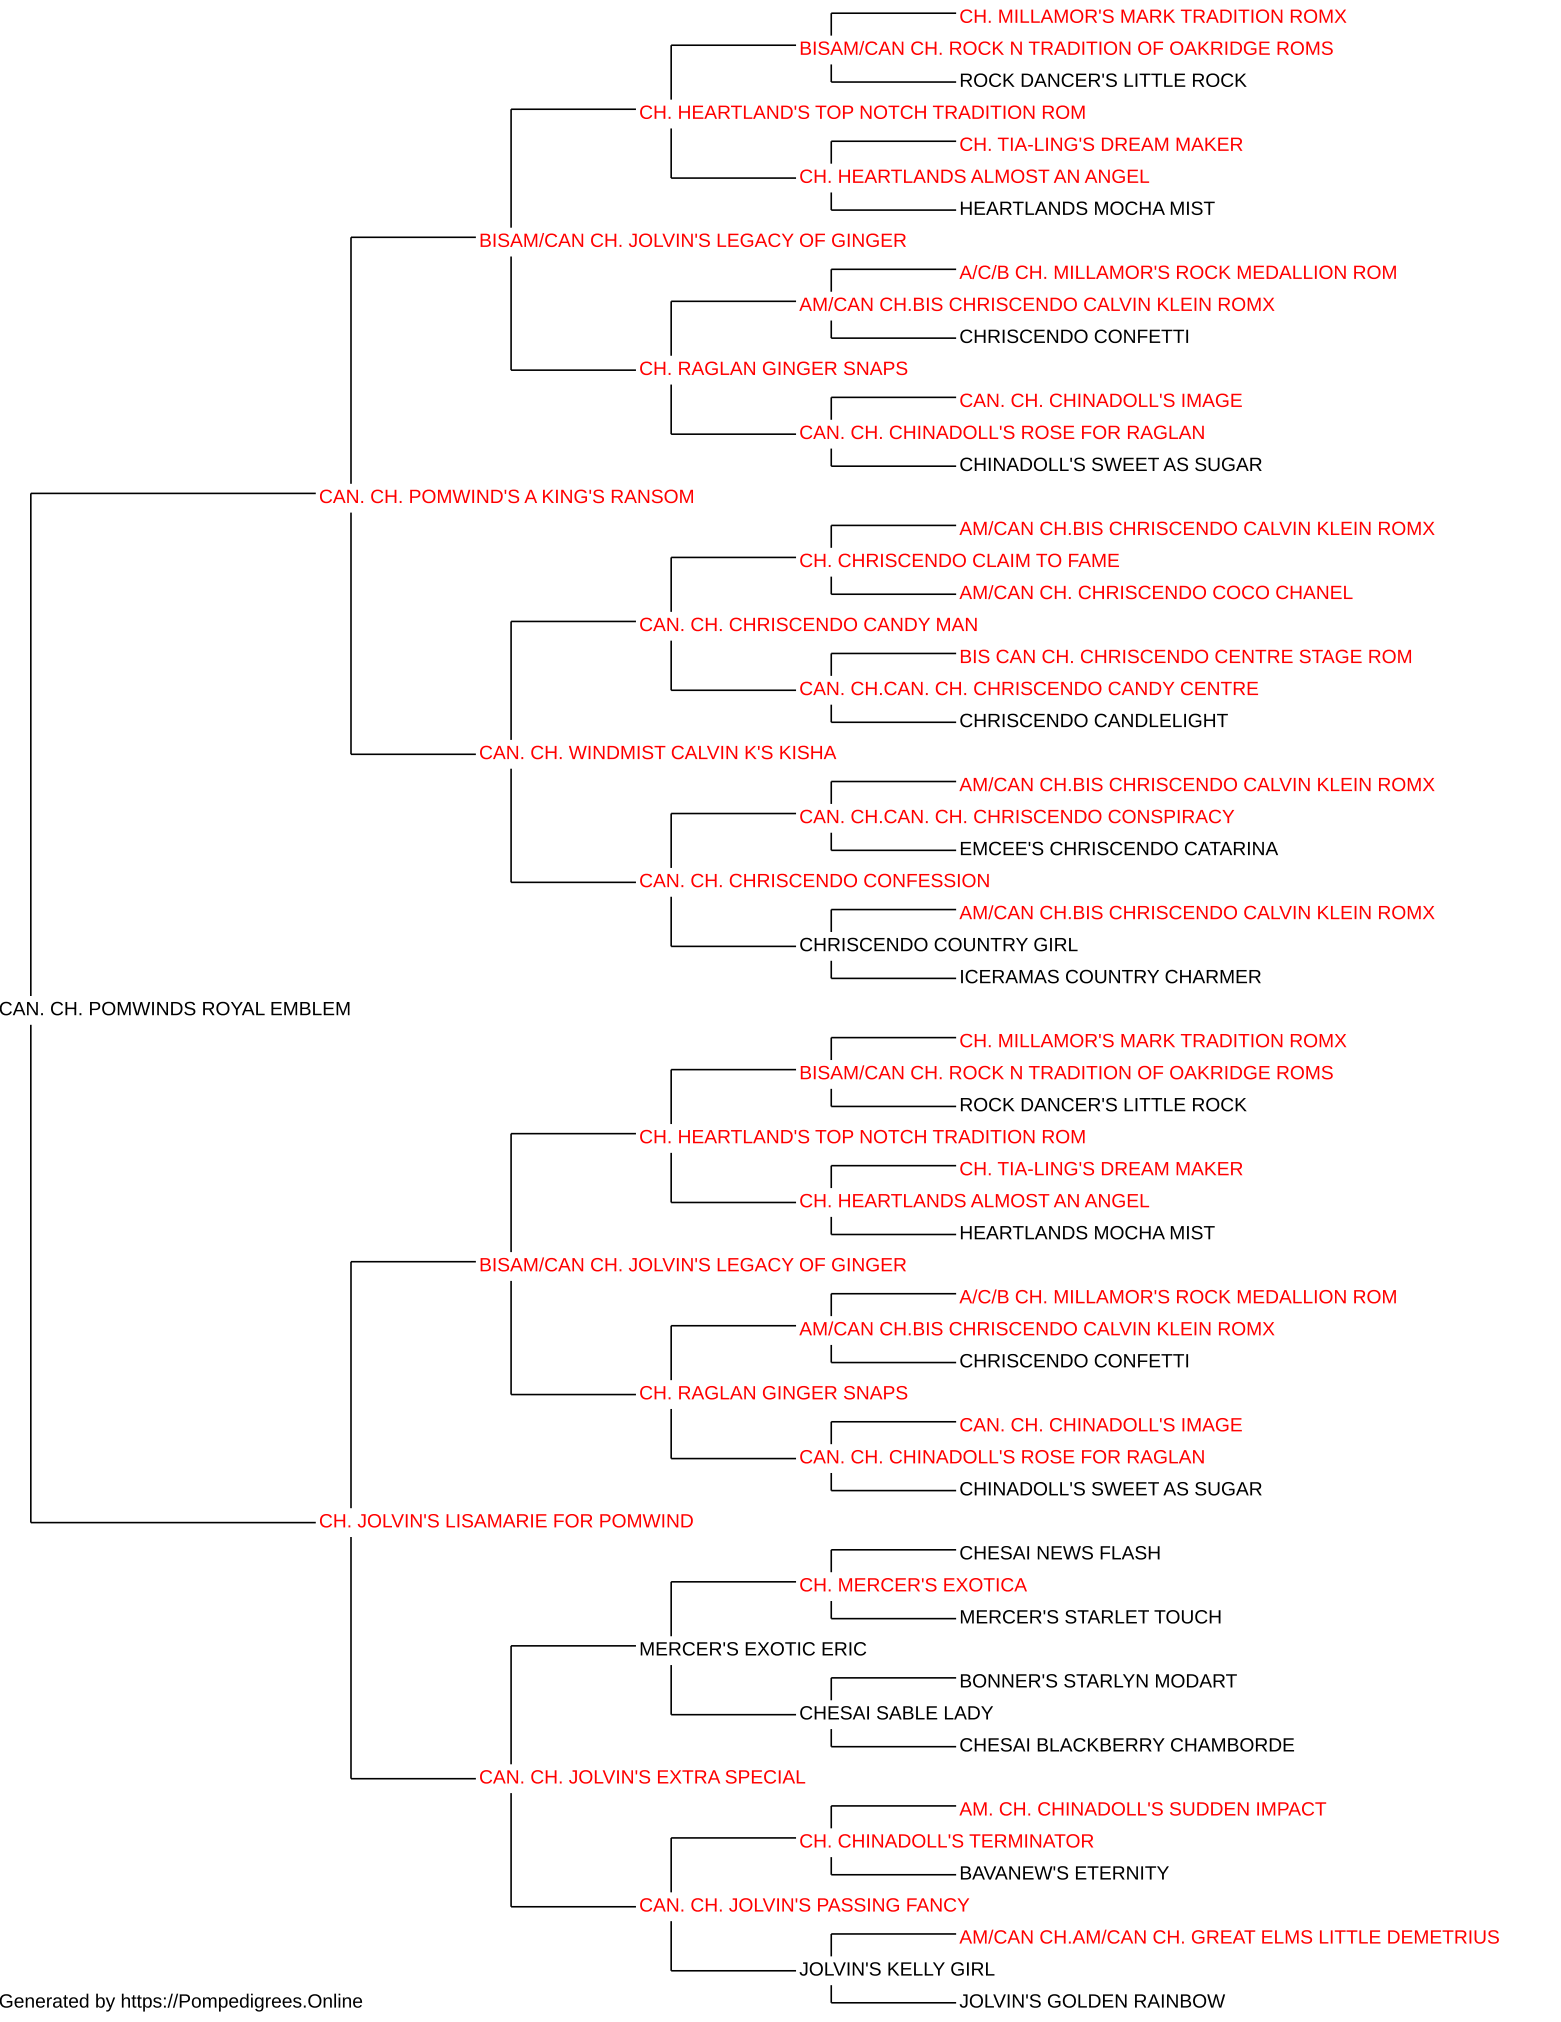 CH. MILLAMOR'S MARK TRADITION ROMX
BISAM/CAN CH. ROCK N TRADITION OF OAKRIDGE ROMS
ROCK DANCER'S LITTLE ROCK
CH. HEARTLAND'S TOP NOTCH TRADITION ROM
CH. TIA-LING'S DREAM MAKER
CH. HEARTLANDS ALMOST AN ANGEL
HEARTLANDS MOCHA MIST
BISAM/CAN CH. JOLVIN'S LEGACY OF GINGER
A/C/B CH. MILLAMOR'S ROCK MEDALLION ROM
AM/CAN CH.BIS CHRISCENDO CALVIN KLEIN ROMX
CHRISCENDO CONFETTI
CH. RAGLAN GINGER SNAPS
CAN. CH. CHINADOLL'S IMAGE
CAN. CH. CHINADOLL'S ROSE FOR RAGLAN
CHINADOLL'S SWEET AS SUGAR
CAN. CH. POMWIND'S A KING'S RANSOM
AM/CAN CH.BIS CHRISCENDO CALVIN KLEIN ROMX
CH. CHRISCENDO CLAIM TO FAME
AM/CAN CH. CHRISCENDO COCO CHANEL
CAN. CH. CHRISCENDO CANDY MAN
BIS CAN CH. CHRISCENDO CENTRE STAGE ROM
CAN. CH.CAN. CH. CHRISCENDO CANDY CENTRE
CHRISCENDO CANDLELIGHT
CAN. CH. WINDMIST CALVIN K'S KISHA
AM/CAN CH.BIS CHRISCENDO CALVIN KLEIN ROMX
CAN. CH.CAN. CH. CHRISCENDO CONSPIRACY
EMCEE'S CHRISCENDO CATARINA
CAN. CH. CHRISCENDO CONFESSION
AM/CAN CH.BIS CHRISCENDO CALVIN KLEIN ROMX
CHRISCENDO COUNTRY GIRL
ICERAMAS COUNTRY CHARMER
CAN. CH. POMWINDS ROYAL EMBLEM
CH. MILLAMOR'S MARK TRADITION ROMX
BISAM/CAN CH. ROCK N TRADITION OF OAKRIDGE ROMS
ROCK DANCER'S LITTLE ROCK
CH. HEARTLAND'S TOP NOTCH TRADITION ROM
CH. TIA-LING'S DREAM MAKER
CH. HEARTLANDS ALMOST AN ANGEL
HEARTLANDS MOCHA MIST
BISAM/CAN CH. JOLVIN'S LEGACY OF GINGER
A/C/B CH. MILLAMOR'S ROCK MEDALLION ROM
AM/CAN CH.BIS CHRISCENDO CALVIN KLEIN ROMX
CHRISCENDO CONFETTI
CH. RAGLAN GINGER SNAPS
CAN. CH. CHINADOLL'S IMAGE
CAN. CH. CHINADOLL'S ROSE FOR RAGLAN
CHINADOLL'S SWEET AS SUGAR
CH. JOLVIN'S LISAMARIE FOR POMWIND
CHESAI NEWS FLASH
CH. MERCER'S EXOTICA
MERCER'S STARLET TOUCH
MERCER'S EXOTIC ERIC
BONNER'S STARLYN MODART
CHESAI SABLE LADY
CHESAI BLACKBERRY CHAMBORDE
CAN. CH. JOLVIN'S EXTRA SPECIAL
AM. CH. CHINADOLL'S SUDDEN IMPACT
CH. CHINADOLL'S TERMINATOR
BAVANEW'S ETERNITY
CAN. CH. JOLVIN'S PASSING FANCY
AM/CAN CH.AM/CAN CH. GREAT ELMS LITTLE DEMETRIUS
JOLVIN'S KELLY GIRL
JOLVIN'S GOLDEN RAINBOW
Generated by https://Pompedigrees.Online